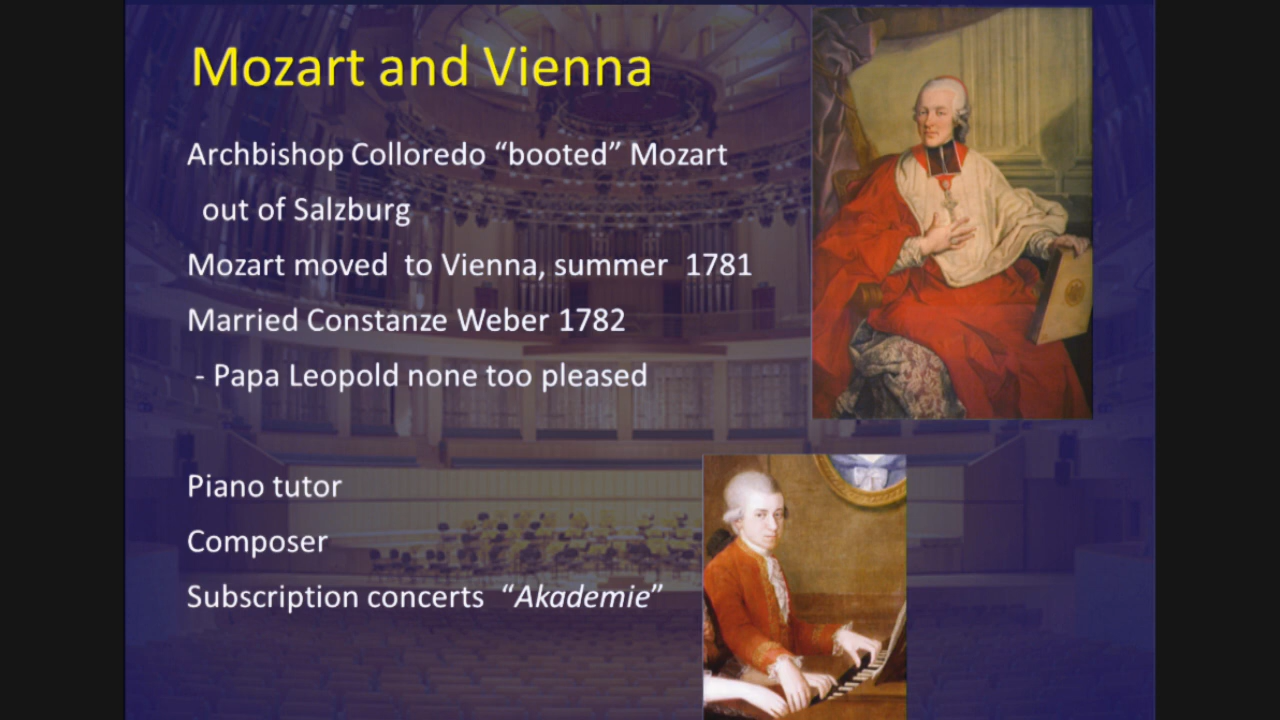 Mozart and Vienna
Archbishop Colloredo “booted” Mozart
out of Salzburg
Mozart moved to Vienna, summer 1781
Married Constanze Weber 1782
- Papa Leopold none too pleased
Piano tutor
Composer
Subscription concerts “Akademie”